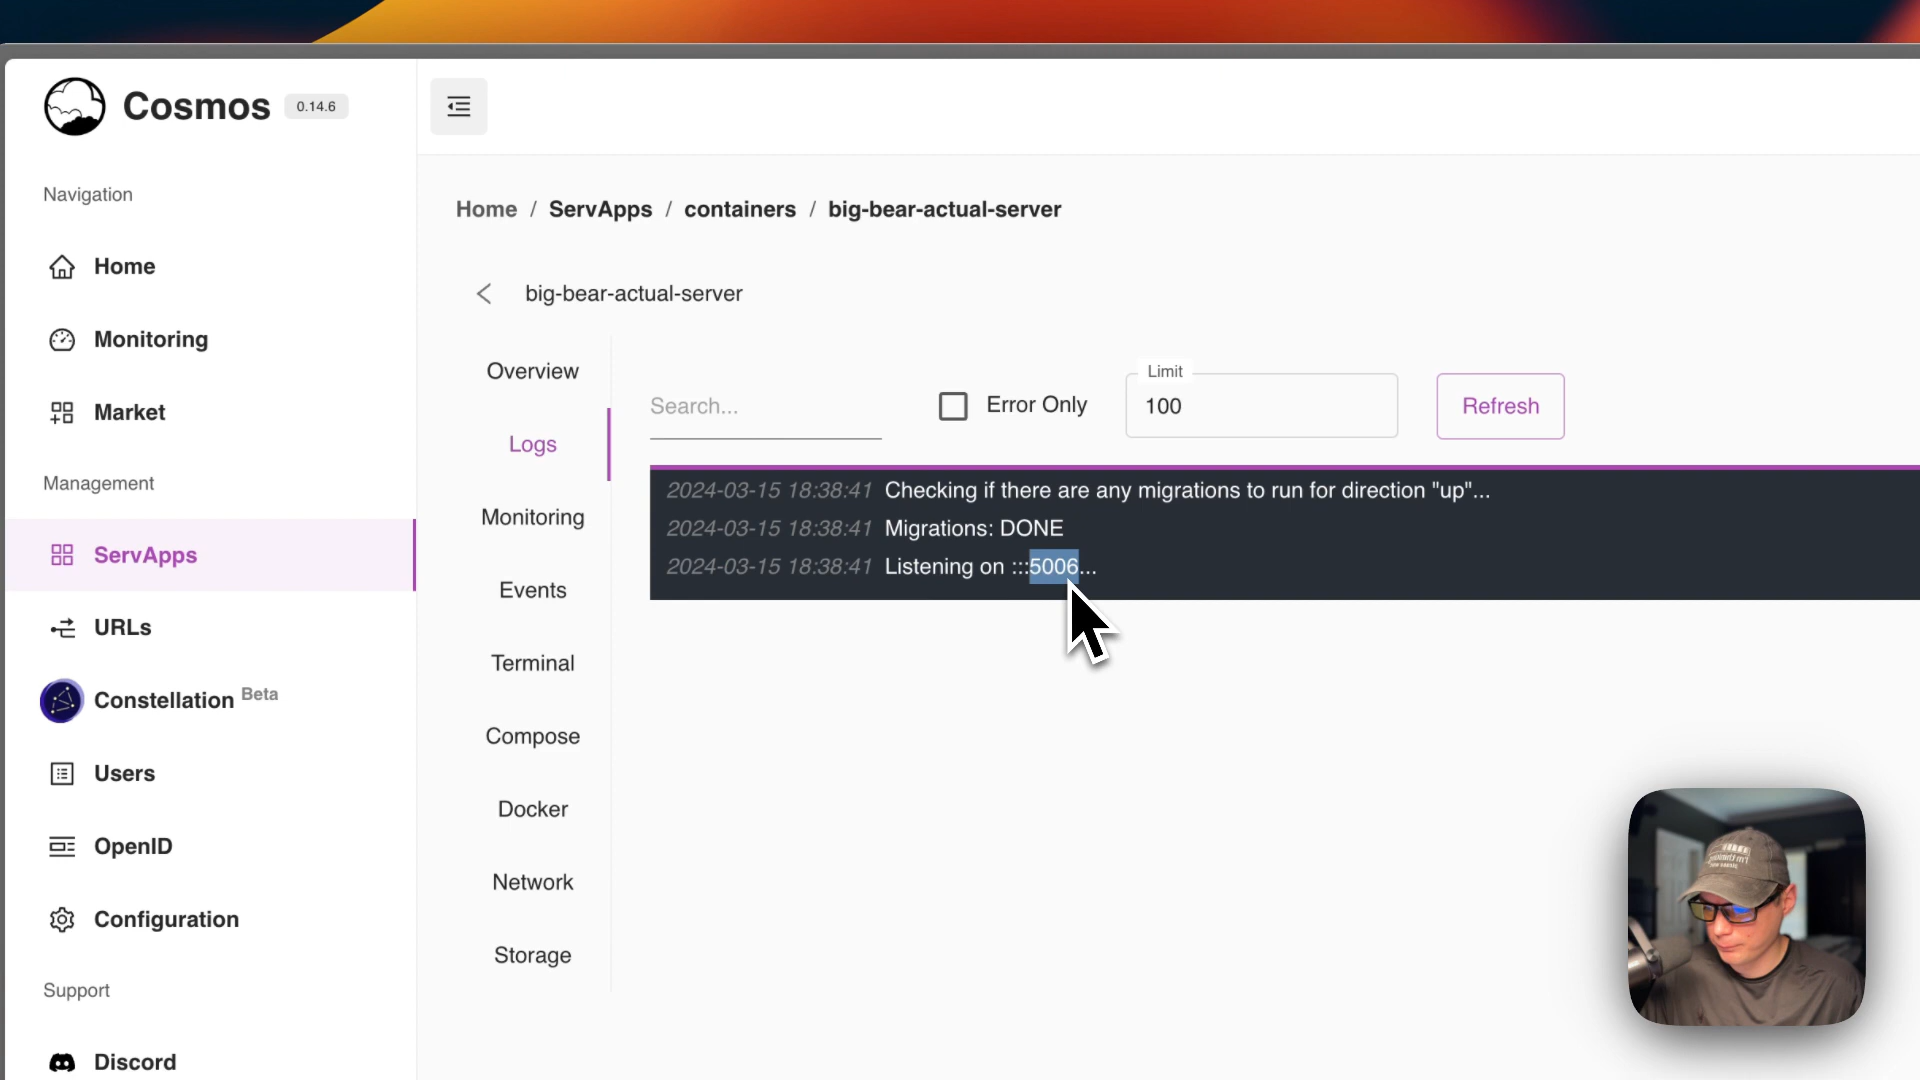 Cosmos 0.14.6
Navigation
Home
Monitoring
Market
Management
ServApps
URLs
Constellation Beta
Users
OpenID
Configuration
Support
Discord
Home / ServApps / containers / big-bear-actual-server
big-bear-actual-server
Overview
Logs
Monitoring
Events
Terminal
Compose
Docker
Network
Storage
Search...
Error Only
Limit
100
Refresh
2024-03-15 18:38:41 Checking if there are any migrations to run for direction "up"...
2024-03-15 18:38:41 Migrations: DONE
2024-03-15 18:38:41 Listening on :::5006...